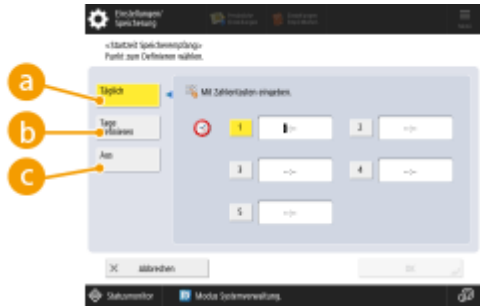 Einstellungen/
Speicherung
<Startzeit Speicherempfang>
Punkt zum Definieren wählen.
a
Täglich
Mit Zahlentasten eingeben.
b
Tage
definieren
1
--:--
2
--:--
c
Aus
3
--:--
4
--:--
5
--:--
Abbrechen
OK
Statusmonitor
Modus Systemverwaltung.